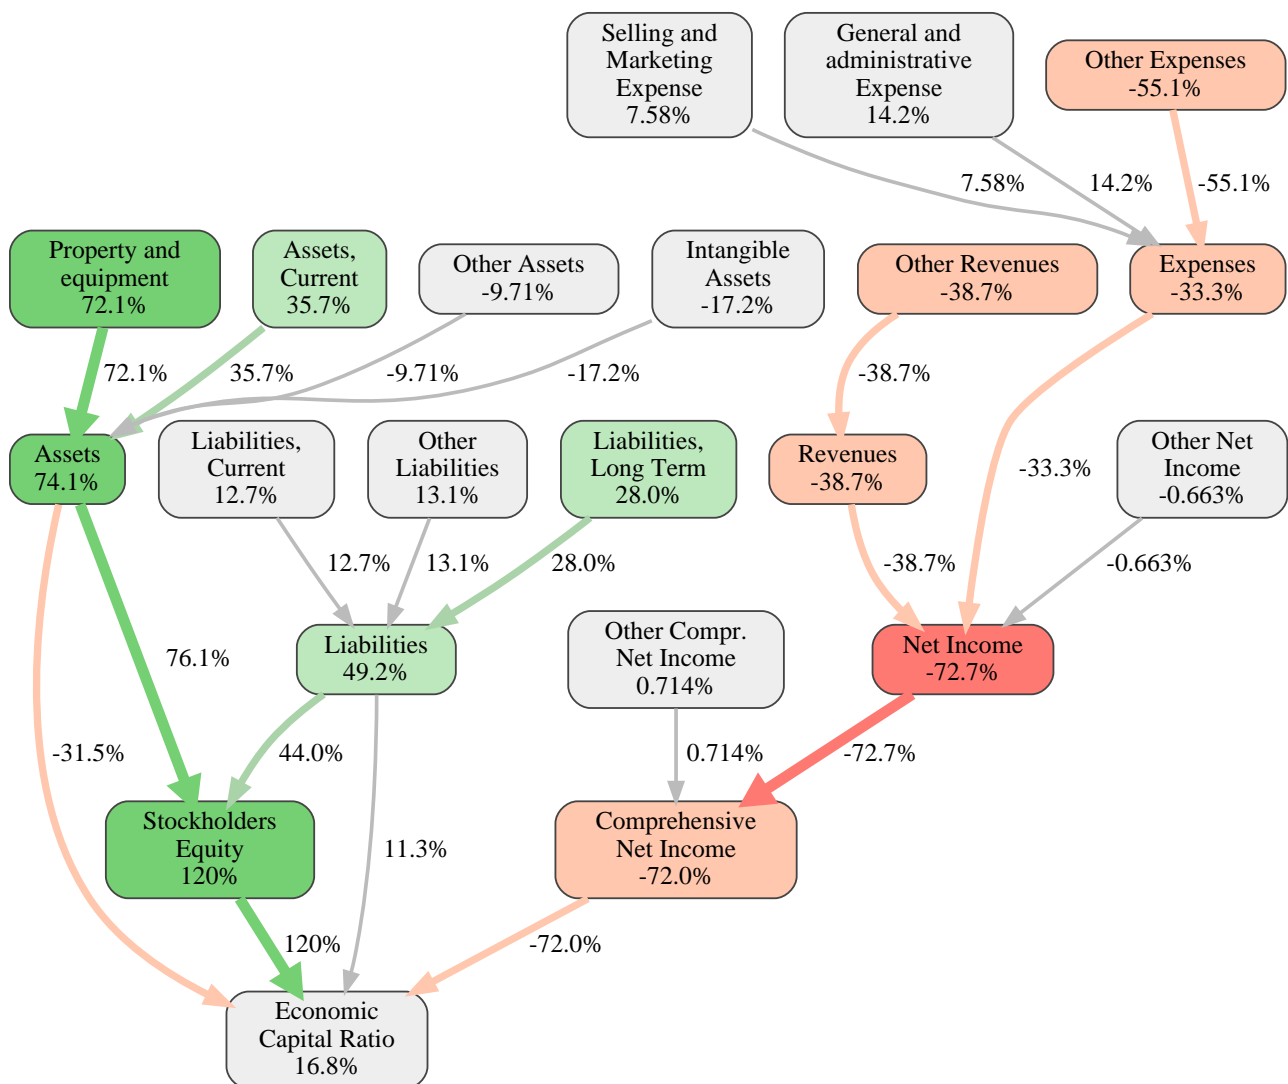 Selling and
Marketing
Expense
7.58%
General and
administrative
Expense
14.2%
Other Expenses
-55.1%
7.58%
14.2%
-55.1%
Property and
equipment
72.1%
Assets,
Current
35.7%
Other Assets
-9.71%
Intangible
Assets
-17.2%
Other Revenues
-38.7%
Expenses
-33.3%
72.1%
35.7%
-9.71%
-17.2%
-38.7%
Assets
74.1%
Liabilities,
Current
12.7%
Other
Liabilities
13.1%
Liabilities,
Long Term
28.0%
Revenues
-38.7%
-33.3%
Other Net
Income
-0.663%
12.7%
13.1%
28.0%
-38.7%
-0.663%
76.1%
Liabilities
49.2%
Other Compr.
Net Income
0.714%
Net Income
-72.7%
-31.5%
44.0%
0.714%
-72.7%
Stockholders
Equity
120%
11.3%
Comprehensive
Net Income
-72.0%
120%
-72.0%
Economic
Capital Ratio
16.8%